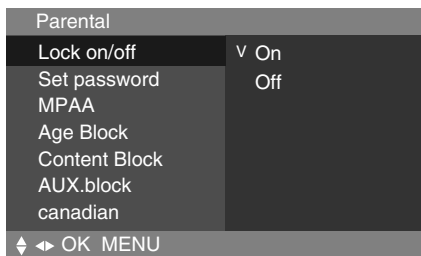 Parental
Lock on/off V On
Set password Off
MPAA
Age Block
Content Block
AUX.block
canadian
OK MENU